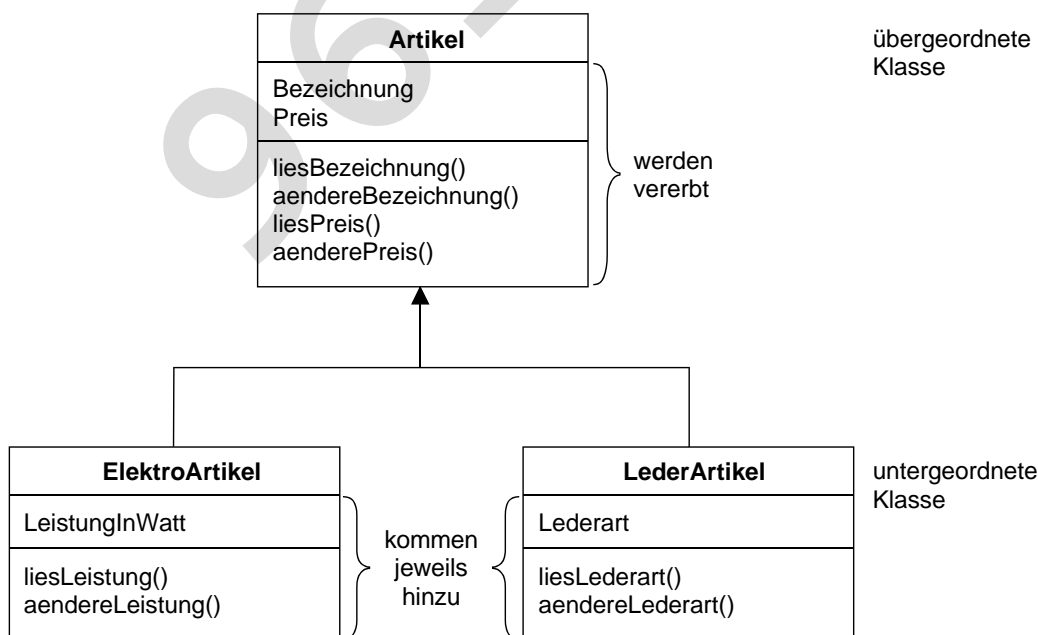 Artikel
übergeordnete
Klasse
Bezeichnung
Preis
liesBezeichnung()
aendereBezeichnung()
liesPreis()
aenderePreis()
werden
vererbt
ElektroArtikel
LeistungInWatt
liesLeistung()
aendereLeistung()
kommen
jeweils
hinzu
LederArtikel
Lederart
liesLederart()
aendereLederart()
untergeordnete
Klasse